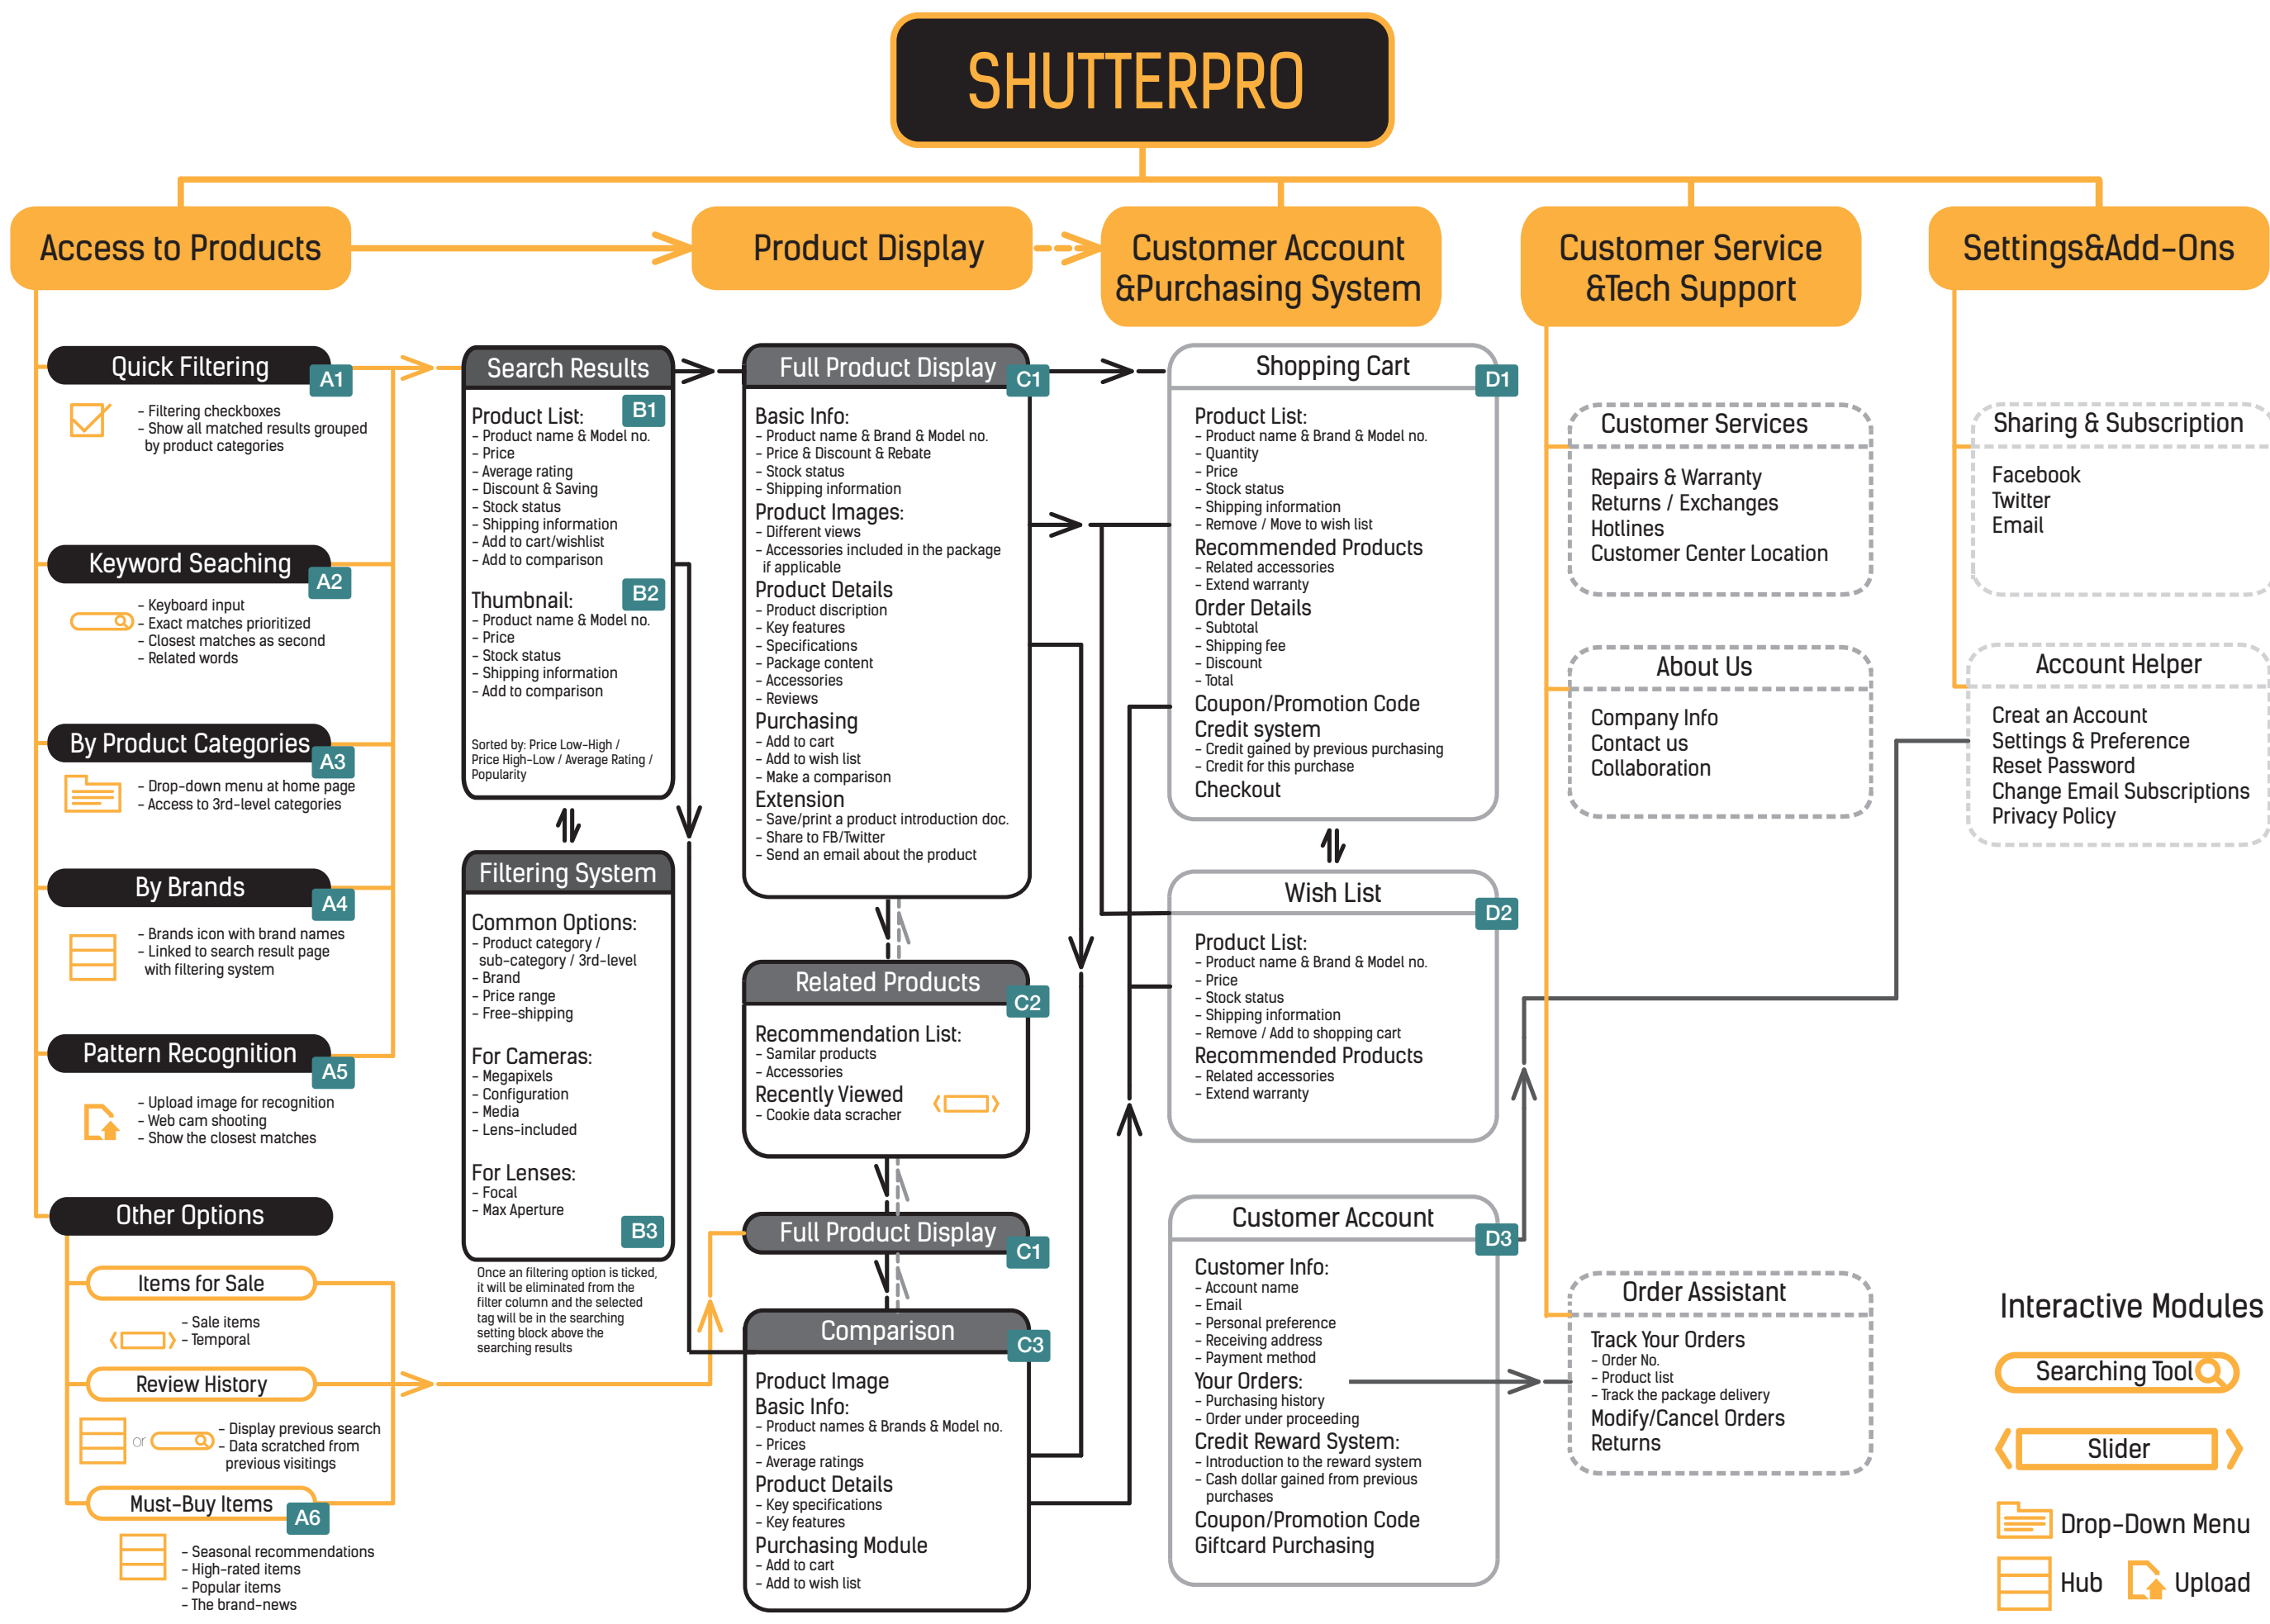 SHUTTERPRO
Access to Products
Product Display
Customer Account
&Purchasing System
Customer Service
&Tech Support
Settings&Add-Ons
Quick Filtering
A1
- Filtering checkboxes
- Show all matched results grouped
by product categories
Keyword Seaching
A2
- Keyboard input
- Exact matches prioritized
- Closest matches as second
- Related words
By Product Categories
A3
- Drop-down menu at home page
- Access to 3rd-level categories
By Brands
A4
- Brands icon with brand names
- Linked to search result page
with filtering system
Pattern Recognition
A5
- Upload image for recognition
- Web cam shooting
- Show the closest matches
Other Options
Items for Sale
- Sale items
- Temporal
Review History
or
- Display previous search
- Data scratched from
previous visitings
Must-Buy Items
A6
- Seasonal recommendations
- High-rated items
- Popular items
- The brand-news
Search Results
B1
Product List:
- Product name & Model no.
- Price
- Average rating
- Discount & Saving
- Stock status
- Shipping information
- Add to cart/wishlist
- Add to comparison
B2
Thumbnail:
- Product name & Model no.
- Price
- Stock status
- Shipping information
- Add to comparison
Sorted by: Price Low-High /
Price High-Low / Average Rating /
Popularity
Filtering System
Common Options:
- Product category /
sub-category / 3rd-level
- Brand
- Price range
- Free-shipping
For Cameras:
- Megapixels
- Configuration
- Media
- Lens-included
For Lenses:
- Focal
- Max Aperture
B3
Once an filtering option is ticked,
it will be eliminated from the
filter column and the selected
tag will be in the searching
setting block above the
searching results
Full Product Display
C1
Basic Info:
- Product name & Brand & Model no.
- Price & Discount & Rebate
- Stock status
- Shipping information
Product Images:
- Different views
- Accessories included in the package
if applicable
Product Details
- Product discription
- Key features
- Specifications
- Package content
- Accessories
- Reviews
Purchasing
- Add to cart
- Add to wish list
- Make a comparison
Extension
- Save/print a product introduction doc.
- Share to FB/Twitter
- Send an email about the product
Related Products
C2
Recommendation List:
- Samilar products
- Accessories
Recently Viewed
- Cookie data scracher
Full Product Display
C1
Comparison
C3
Product Image
Basic Info:
- Product names & Brands & Model no.
- Prices
- Average ratings
Product Details
- Key specifications
- Key features
Purchasing Module
- Add to cart
- Add to wish list
Shopping Cart
D1
Product List:
- Product name & Brand & Model no.
- Quantity
- Price
- Stock status
- Shipping information
- Remove / Move to wish list
Recommended Products
- Related accessories
- Extend warranty
Order Details
- Subtotal
- Shipping fee
- Discount
- Total
Coupon/Promotion Code
Credit system
- Credit gained by previous purchasing
- Credit for this purchase
Checkout
Wish List
D2
Product List:
- Product name & Brand & Model no.
- Price
- Stock status
- Shipping information
- Remove / Add to shopping cart
Recommended Products
- Related accessories
- Extend warranty
Customer Account
D3
Customer Info:
- Account name
- Email
- Personal preference
- Receiving address
- Payment method
Your Orders:
- Purchasing history
- Order under proceeding
Credit Reward System:
- Introduction to the reward system
- Cash dollar gained from previous
purchases
Coupon/Promotion Code
Giftcard Purchasing
Customer Services
Repairs & Warranty
Returns / Exchanges
Hotlines
Customer Center Location
About Us
Company Info
Contact us
Collaboration
Order Assistant
Track Your Orders
- Order No.
- Product list
- Track the package delivery
Modify/Cancel Orders
Returns
Sharing & Subscription
Facebook
Twitter
Email
Account Helper
Creat an Account
Settings & Preference
Reset Password
Change Email Subscriptions
Privacy Policy
Interactive Modules
Searching Tool
Slider
Drop-Down Menu
Hub
Upload